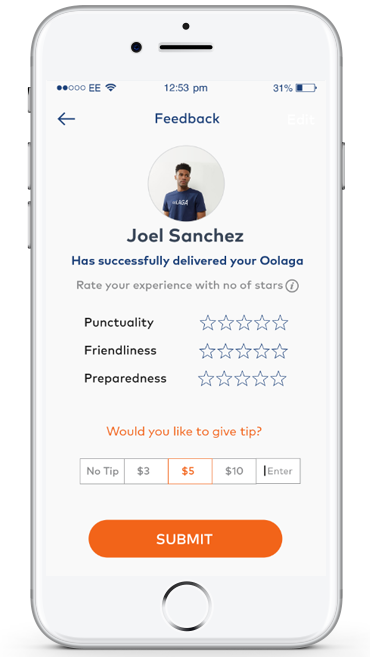 EE 12:53 pm 31%
Feedback Edit
LAGA
Joel Sanchez
Has successfully delivered your Oolaga
Rate your experience with no of stars i
Punctuality
Friendliness
Preparedness
Would you like to give tip?
No Tip $3 $5 $10 Enter
SUBMIT